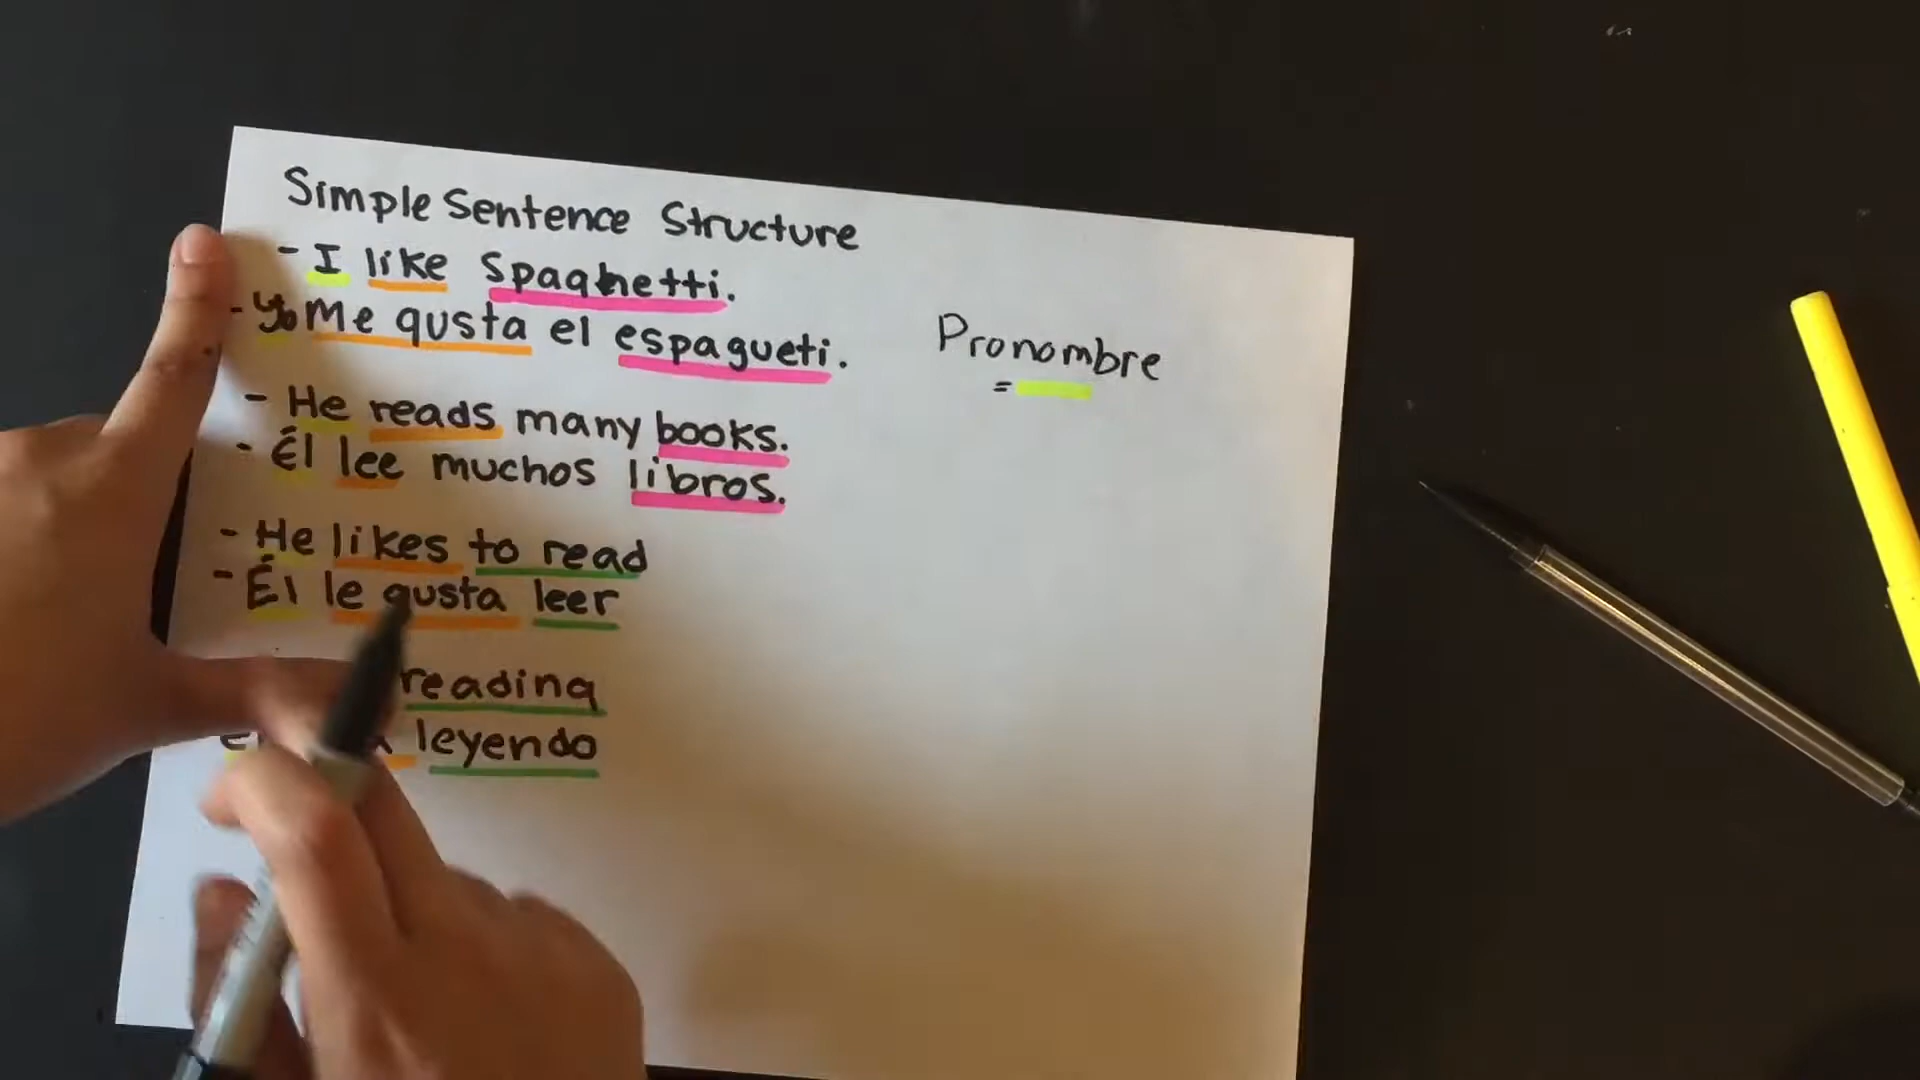 Simple Sentence Structure
- I like Spaghetti.
- Yo Me gusta el espagueti.
Pronombre
=
- He reads many books.
- Él lee muchos libros.
- He likes to read
- Él le gusta leer
reading
leyendo